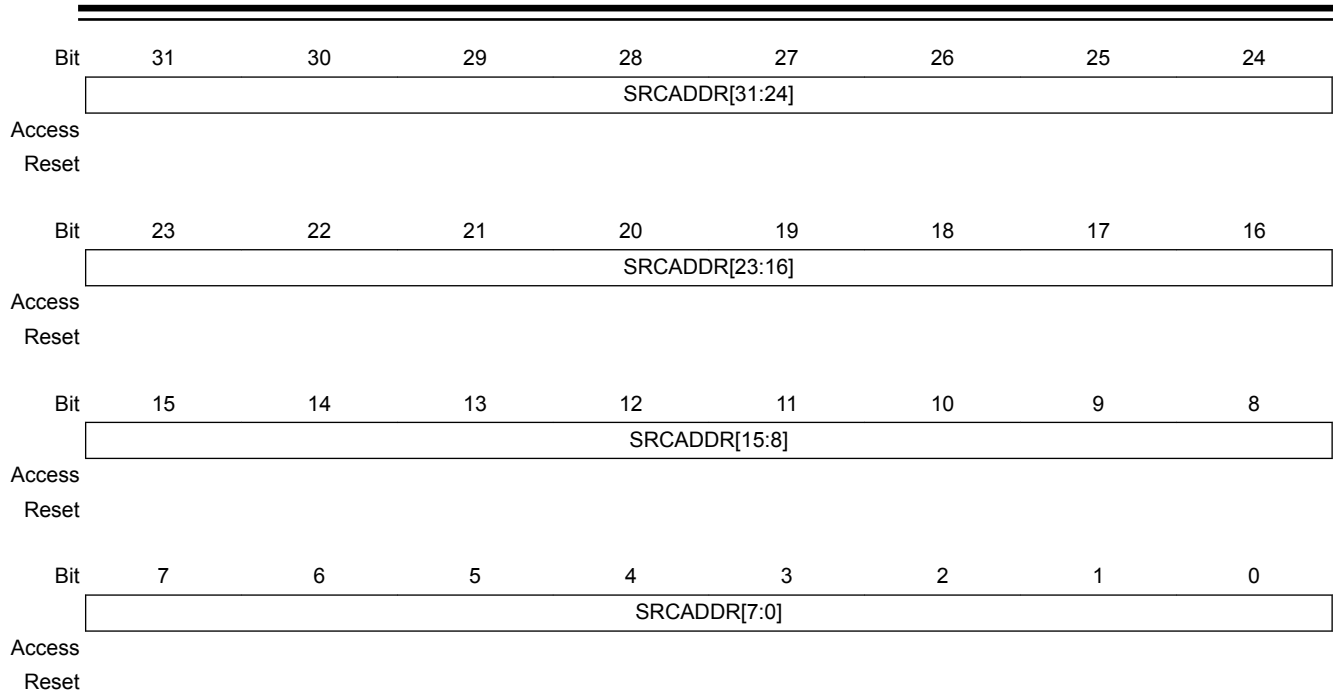 Bit 31 30 29 28 27 26 25 24
SRCADDR[31:24]
Access
Reset
Bit 23 22 21 20 19 18 17 16
SRCADDR[23:16]
Access
Reset
Bit 15 14 13 12 11 10 9 8
SRCADDR[15:8]
Access
Reset
Bit 7 6 5 4 3 2 1 0
SRCADDR[7:0]
Access
Reset